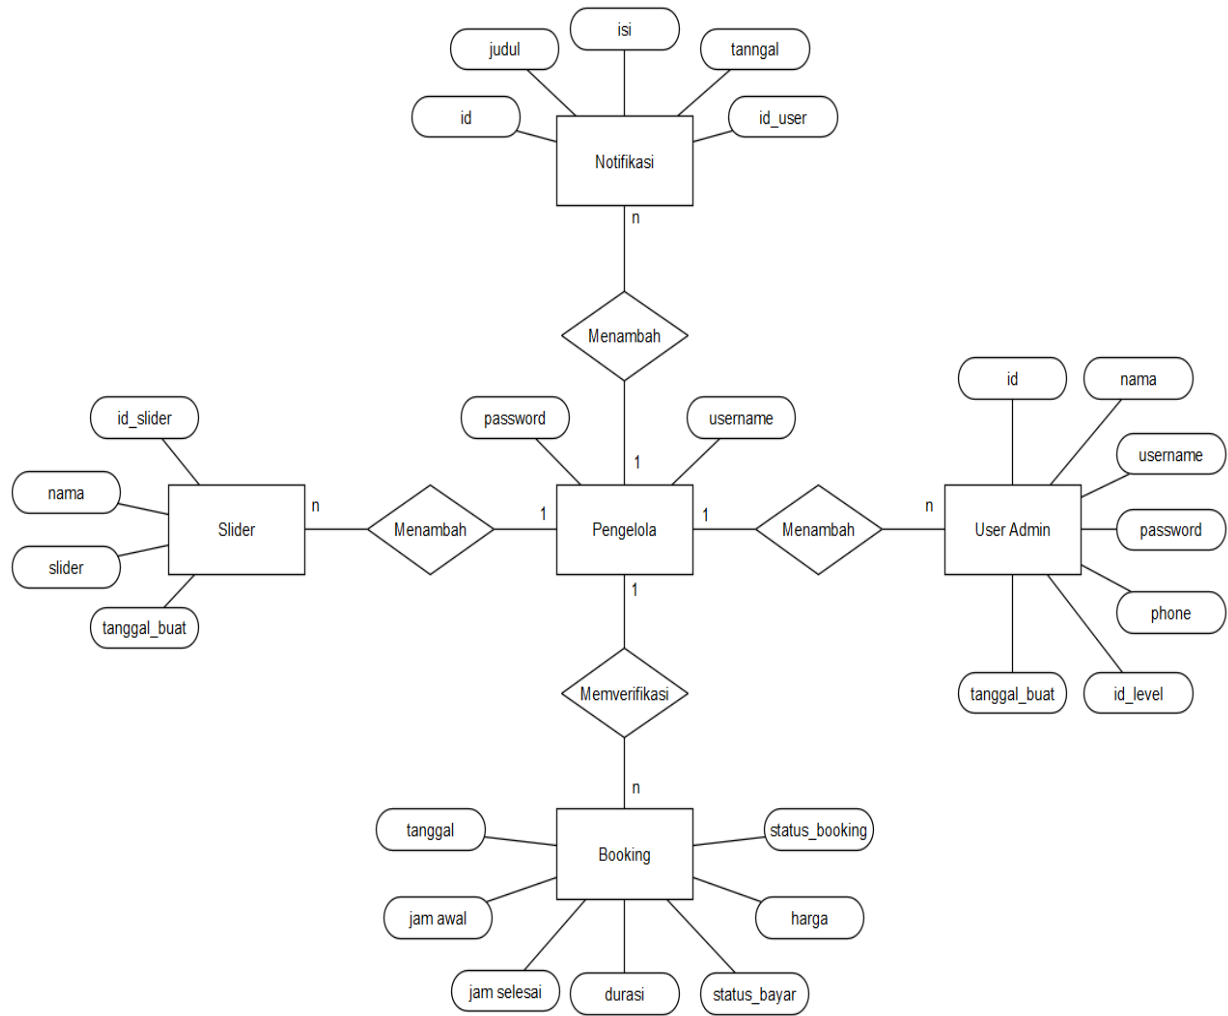 isi
judul
tanngal
id
id_user
Notifikasi
n
Menambah
id
nama
id_slider
password
username
username
1
nama
n
1
1
n
Slider
Menambah
Pengelola
Menambah
User Admin
password
slider
1
phone
tanggal_buat
Memverifikasi
tanggal_buat
id_level
n
tanggal
status_booking
Booking
jam awal
harga
jam selesai
durasi
status_bayar